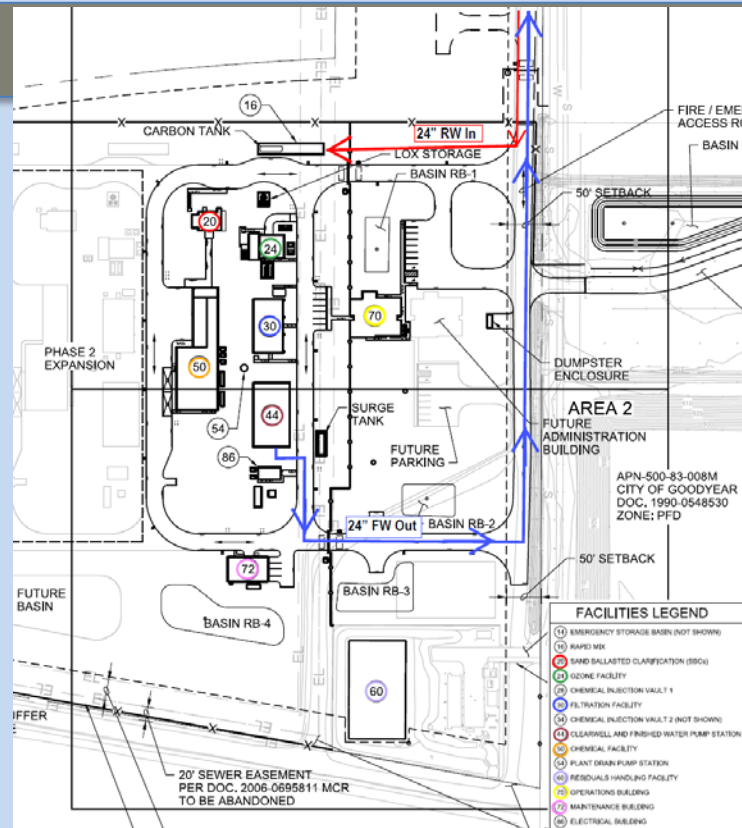 16
CARBON TANK
24" RW In
LOX STORAGE
BASIN RB-1
FIRE / EME
ACCESS RO
BASIN
50' SETBACK
20
24
30
70
PHASE 2
EXPANSION
50
54
44
86
SURGE
TANK
FUTURE
PARKING
DUMPSTER
ENCLOSURE
AREA 2
FUTURE
ADMINISTRATION
BUILDING
APN-500-83-008M
CITY OF GOODYEAR
DOC. 1990-0548530
ZONE: PFD
24" FW Out
BASIN RB-2
50' SETBACK
72
BASIN RB-3
FUTURE
BASIN
BASIN RB-4
60
UFFER
E
20' SEWER EASEMENT
PER DOC. 2006-0695811 MCR
TO BE ABANDONED
FACILITIES LEGEND
14 EMERGENCY STORAGE BASIN (NOT SHOWN)
16 RAPID MIX
20 SAND BALLASTED CLARIFICATION (SBCs)
24 OZONE FACILITY
28 CHEMICAL INJECTION VAULT 1
30 FILTRATION FACILITY
34 CHEMICAL INJECTION VAULT 2 (NOT SHOWN)
44 CLEARWELL AND FINISHED WATER PUMP STATION
50 CHEMICAL FACILITY
54 PLANT DRAIN PUMP STATION
60 RESIDUALS HANDLING FACILITY
70 OPERATIONS BUILDING
72 MAINTENANCE BUILDING
86 ELECTRICAL BUILDING